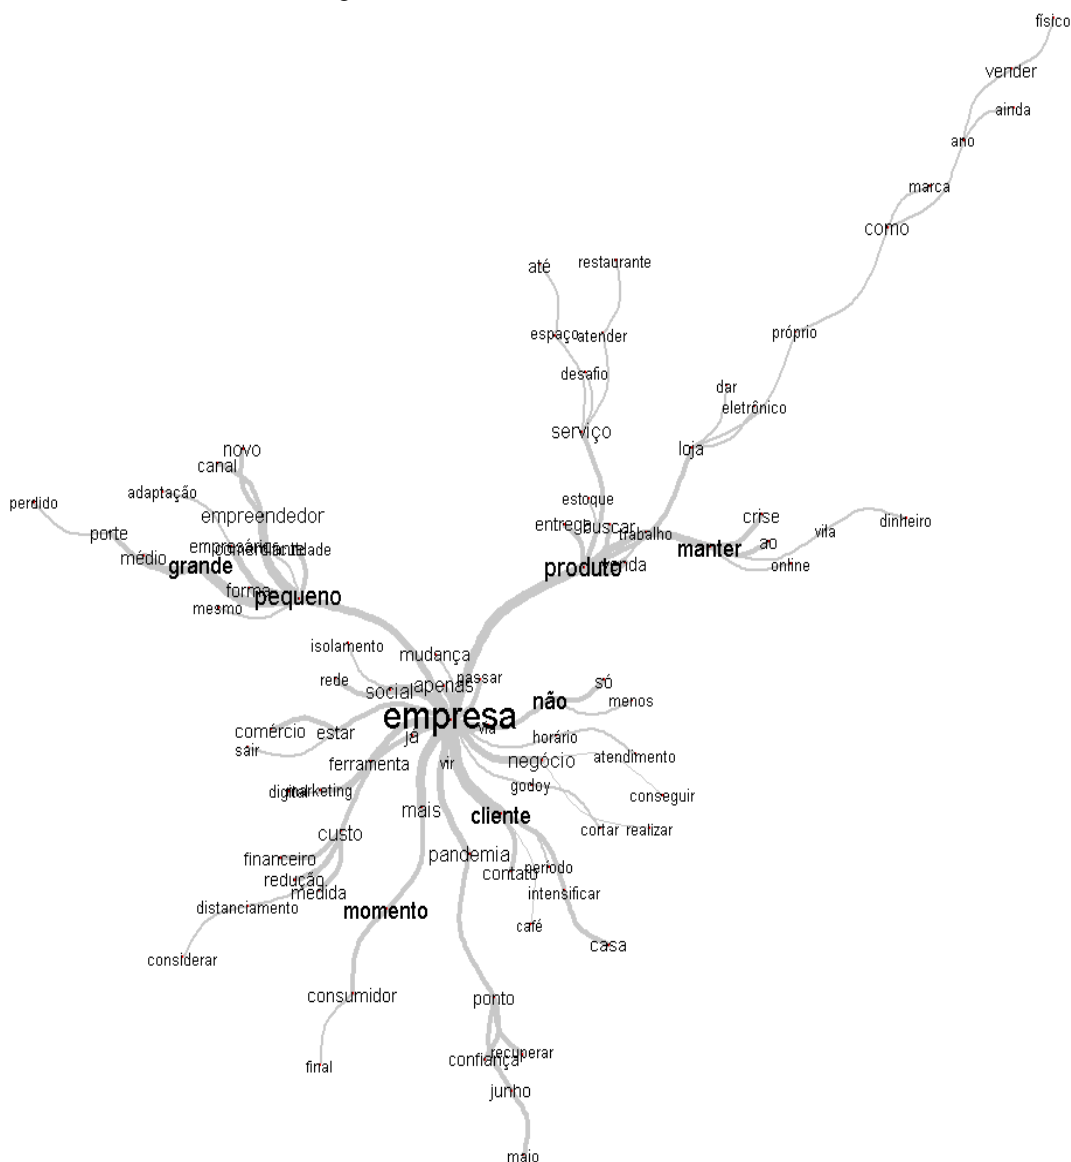 físico
vender
ainda
ano
marca
como
até
restaurante
espaço
atender
próprio
desafio
dar
eletrônico
serviço
loja
novo
canal
adaptação
perdido
estoque
empreendedor
crise
entrega
buscar
dinheiro
porte
trabalho
vila
ao
manter
médio
grande
produto
venda
online
forma
pequeno
mesmo
isolamento
mudança
rede
social
apenas
passar
só
não
menos
empresa
comércio
estar
já
via
horário
sair
ferramenta
vir
negócio
atendimento
digital
marketing
godoy
conseguir
mais
cliente
custo
cortar
realizar
financeiro
pandemia
contato
período
redução
medida
intensificar
distanciamento
momento
café
casa
considerar
consumidor
ponto
final
confiança
recuperar
junho
maio